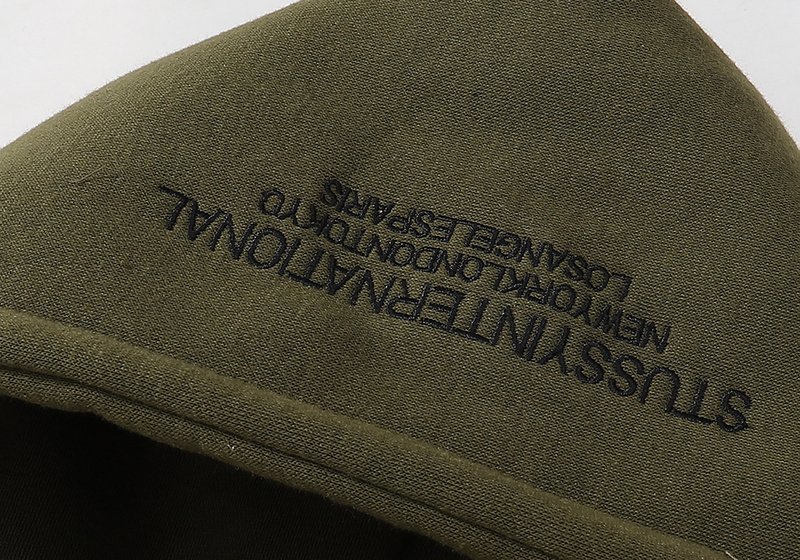 STUSSYINTERNATIONAL
NEWYORKLONDONTOKYO
LOSANGELESPARIS